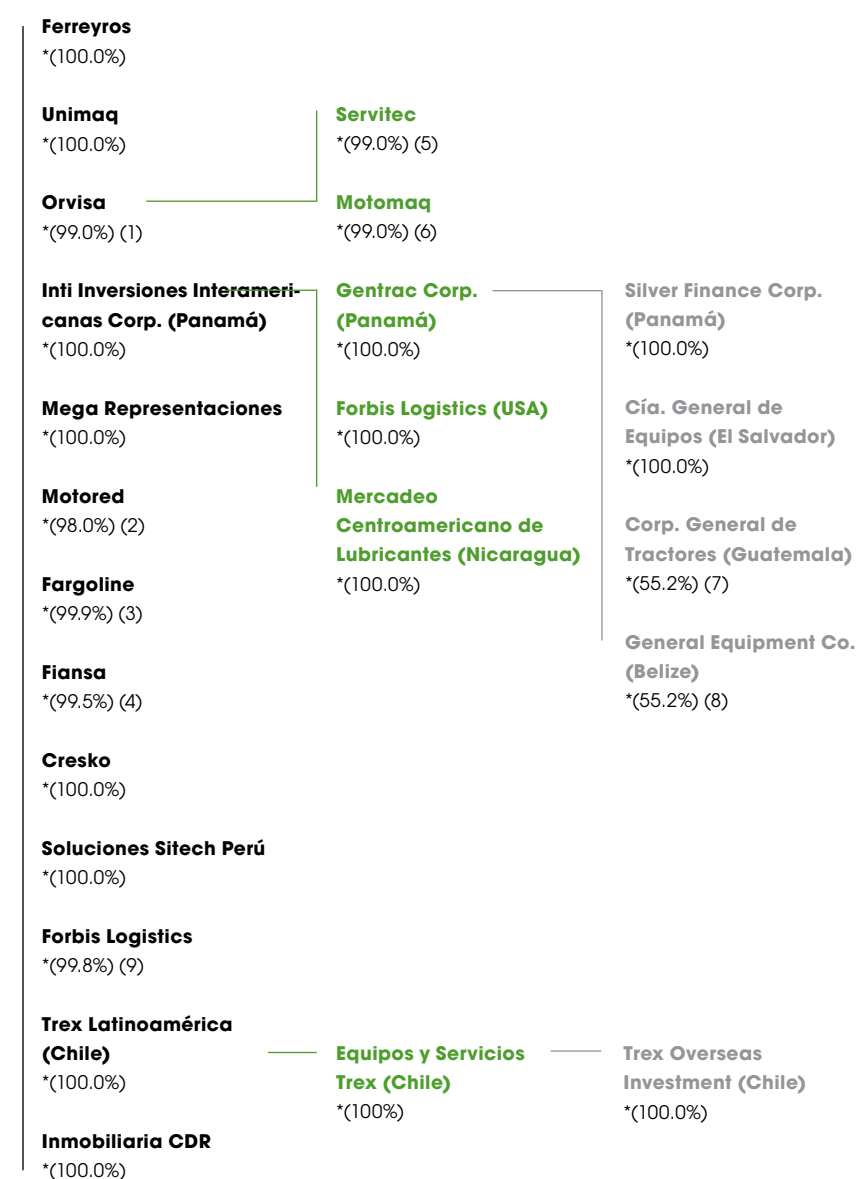 Ferreyros
*(100.0%)
Unimaq
*(100.0%)
Orvisa
*(99.0%) (1)
Inti Inversiones Interameri-
canas Corp. (Panamá)
*(100.0%)
Mega Representaciones
*(100.0%)
Motored
*(98.0%) (2)
Fargoline
*(99.9%) (3)
Fiansa
*(99.5%) (4)
Cresko
*(100.0%)
Soluciones Sitech Perú
*(100.0%)
Forbis Logistics
*(99.8%) (9)
Trex Latinoamérica
(Chile)
*(100.0%)
Inmobiliaria CDR
*(100.0%)
Servitec
*(99.0%) (5)
Motomaq
*(99.0%) (6)
Gentrac Corp.
(Panamá)
*(100.0%)
Forbis Logistics (USA)
*(100.0%)
Mercadeo
Centroamericano de
Lubricantes (Nicaragua)
*(100.0%)
Equipos y Servicios
Trex (Chile)
*(100%)
Silver Finance Corp.
(Panamá)
*(100.0%)
Cía. General de
Equipos (El Salvador)
*(100.0%)
Corp. General de
Tractores (Guatemala)
*(55.2%) (7)
General Equipment Co.
(Belize)
*(55.2%) (8)
Trex Overseas
Investment (Chile)
*(100.0%)